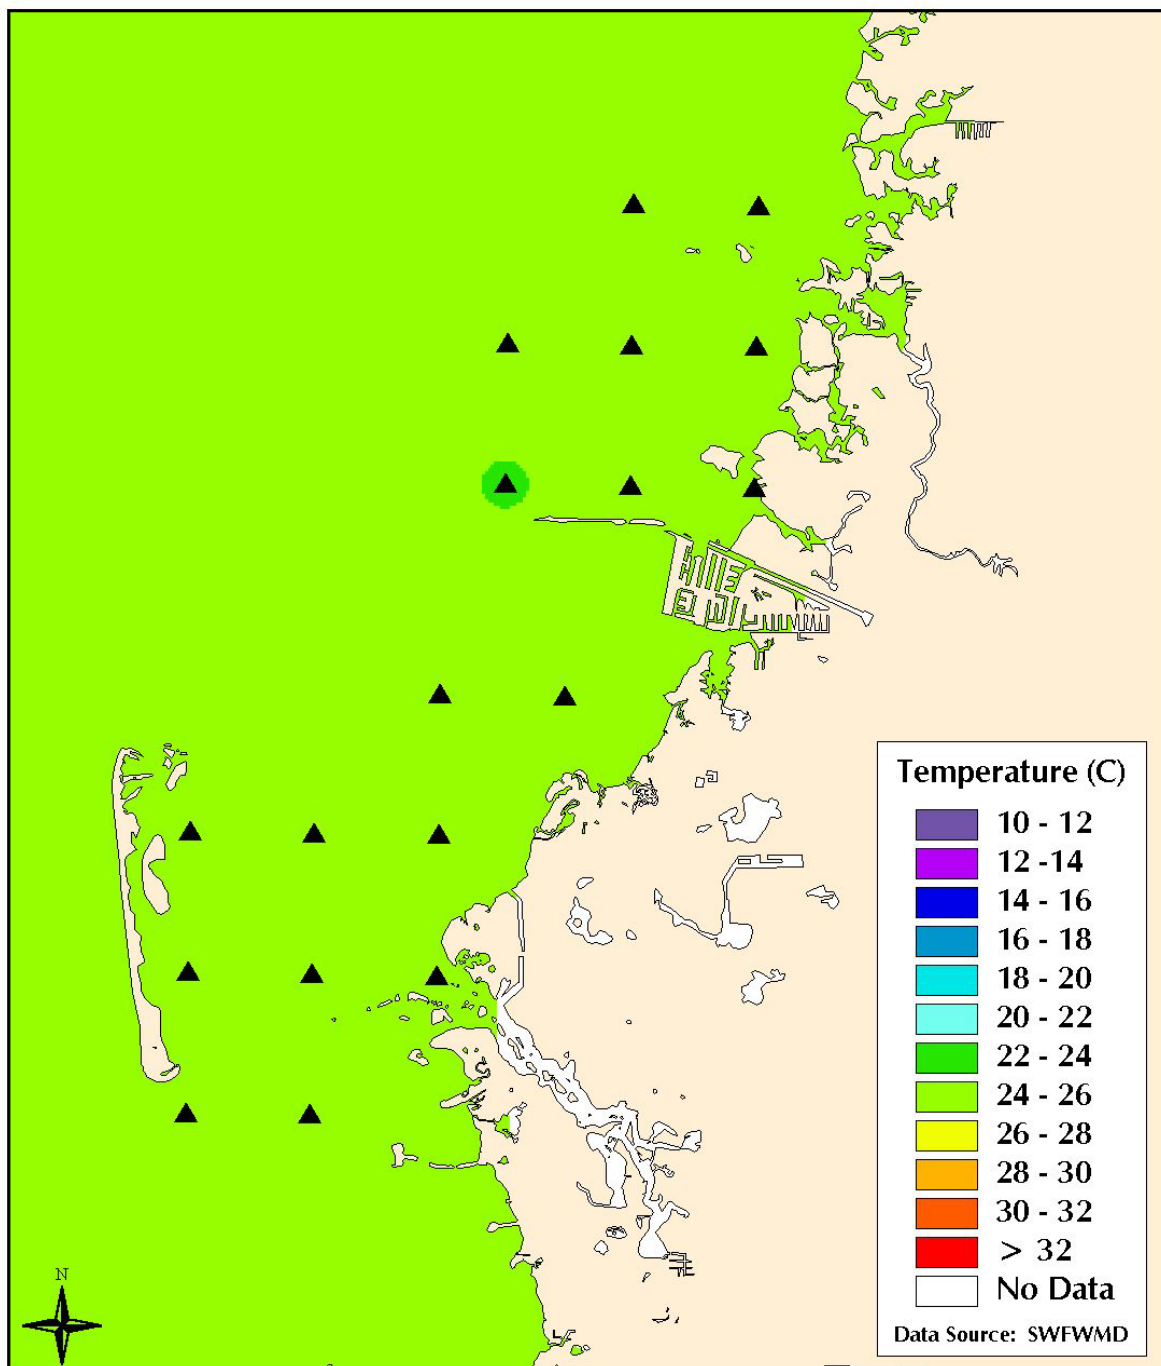 Temperature (C)
10 - 12
12 -14
14 - 16
16 - 18
18 - 20
20 - 22
22 - 24
24 - 26
26 - 28
28 - 30
30 - 32
> 32
No Data
Data Source: SWFWMD
N